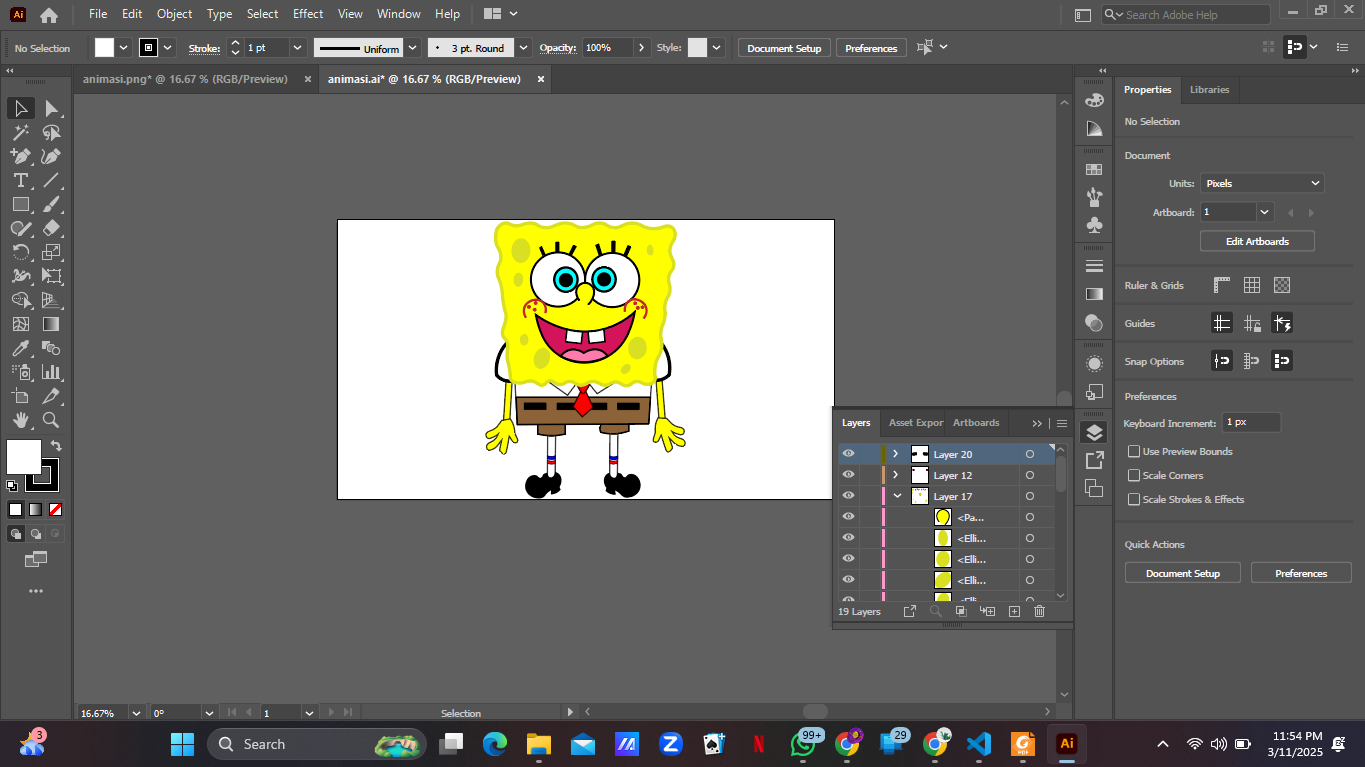 Ai File Edit Object Type Select Effect View Window Help Search Adobe Help
No Selection Stroke: 1 pt Uniform 3 pt. Round Opacity: 100% Style: Document Setup Preferences
animasi.png* @ 16.67 % (RGB/Preview) × animasi.ai* @ 16.67 % (RGB/Preview) ×
Properties Libraries
No Selection
Document
Units: Pixels
Artboard: 1
Edit Artboards
Ruler & Grids
Guides
Snap Options
Preferences
Keyboard Increment: 1 px
Use Preview Bounds
Scale Corners
Scale Strokes & Effects
Quick Actions
Document Setup Preferences
Layers Asset Expor Artboards
Layer 20
Layer 12
Layer 17
<Pa...
<Elli...
<Elli...
<Elli...
<Elli...
19 Layers
16.67% 0° 1 Selection
3 Search 99+ 29 Ai 11:54 PM
3/11/2025